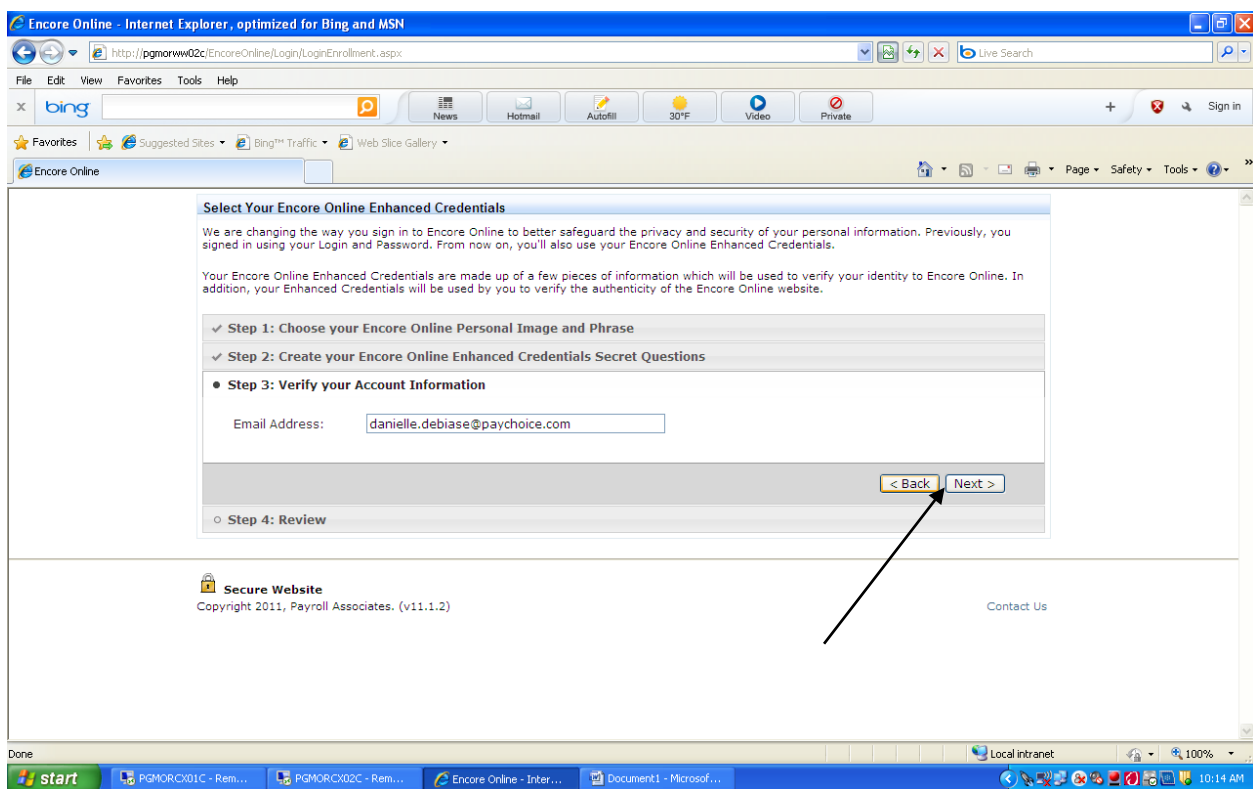 Encore Online - Internet Explorer, optimized for Bing and MSN
http://pgmorww02c/EncoreOnline/Login/LoginEnrollment.aspx
Live Search
File Edit View Favorites Tools Help
x bing News Hotmail Autofill 30°F Video Private + Sign in
Favorites Suggested Sites Bing™ Traffic Web Slice Gallery
Encore Online Page Safety Tools »
Select Your Encore Online Enhanced Credentials
We are changing the way you sign in to Encore Online to better safeguard the privacy and security of your personal information. Previously, you
signed in using your Login and Password. From now on, you'll also use your Encore Online Enhanced Credentials.
Your Encore Online Enhanced Credentials are made up of a few pieces of information which will be used to verify your identity to Encore Online. In
addition, your Enhanced Credentials will be used by you to verify the authenticity of the Encore Online website.
Step 1: Choose your Encore Online Personal Image and Phrase
Step 2: Create your Encore Online Enhanced Credentials Secret Questions
Step 3: Verify your Account Information
Email Address: danielle.debiase@paychoice.com
< Back Next >
Step 4: Review
Secure Website
Copyright 2011, Payroll Associates. (v11.1.2) Contact Us
Done Local intranet 100%
start PGMORCX01C - Rem... PGMORCX02C - Rem... Encore Online - Inter... Document1 - Microsof... 10:14 AM